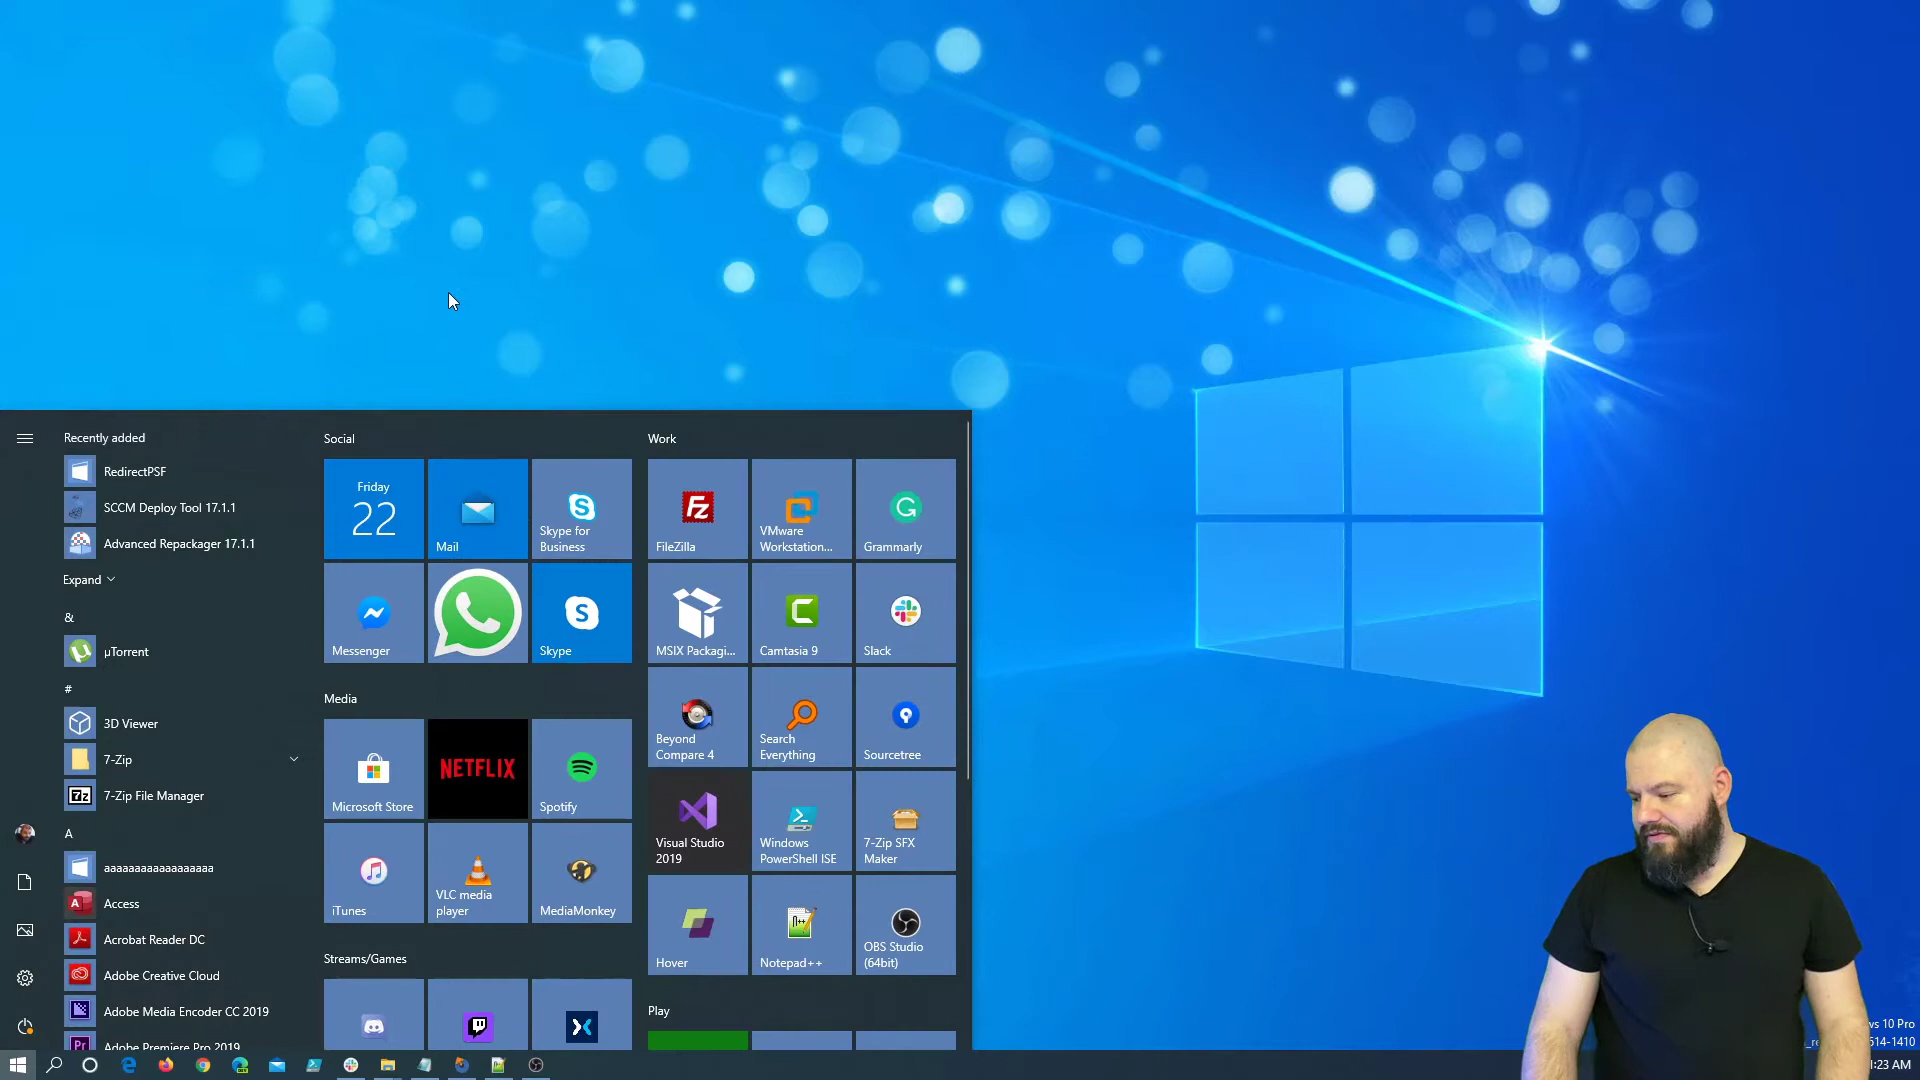 Recently added
RedirectPSF
SCCM Deploy Tool 17.1.1
Advanced Repackager 17.1.1
Expand
&
µTorrent
#
3D Viewer
7-Zip
7-Zip File Manager
A
aaaaaaaaaaaaaaaaaa
Access
Acrobat Reader DC
Adobe Creative Cloud
Adobe Media Encoder CC 2019
Adobe Premiere Pro 2019
Social
Friday
22
Mail
Skype for
Business
Messenger
Skype
Media
Microsoft Store
NETFLIX
Spotify
iTunes
VLC media
player
MediaMonkey
Streams/Games
Work
FileZilla
VMware
Workstation...
Grammarly
MSIX Packagi...
Camtasia 9
Slack
Beyond
Compare 4
Search
Everything
Sourcetree
Visual Studio
2019
Windows
PowerShell ISE
7-Zip SFX
Maker
Hover
Notepad++
OBS Studio
(64bit)
Play
10 Pro
514-1410
:23 AM